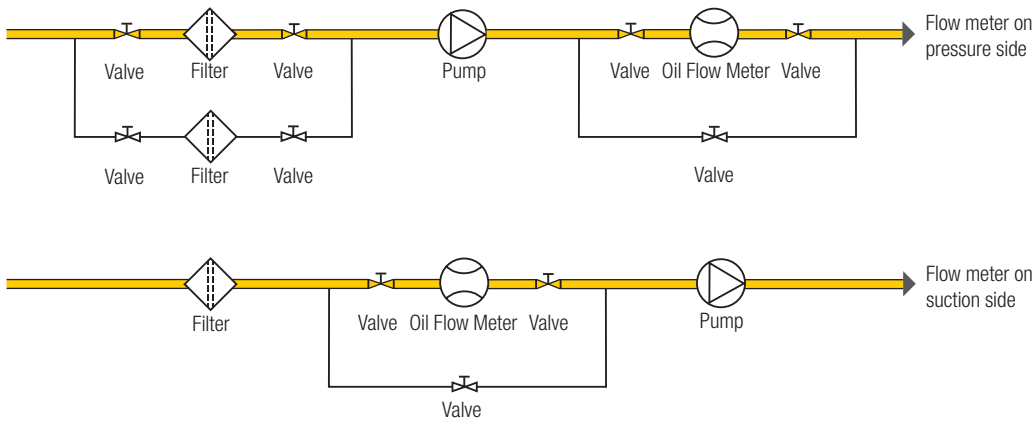 Flow meter on
pressure side
Valve Filter Valve Pump Valve Oil Flow Meter Valve
Valve Filter Valve Valve
Flow meter on
suction side
Filter Valve Oil Flow Meter Valve Pump
Valve